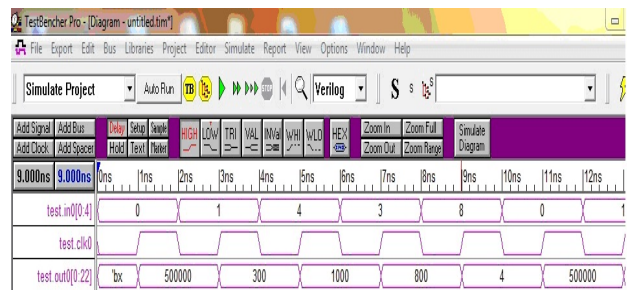 TestBencher Pro - [Diagram - untitled.tim*]
File Export Edit Bus Libraries Project Editor Simulate Report View Options Window Help
Simulate Project Auto Run TB STOP Verilog S s S
Add Signal Add Bus Delay Setup Sample HIGH LOW TRI VAL INVal WHI WLO HEX Zoom In Zoom Full Simulate
Add Clock Add Spacer Hold Text Marker Zoom Out Zoom Range Diagram
9.000ns 9.000ns 0ns 1ns 2ns 3ns 4ns 5ns 6ns 7ns 8ns 9ns 10ns 11ns 12ns
test.in0[0:4] 0 1 4 3 8 0 1
test.clk0
test.out0[0:22] 'bx 500000 300 1000 800 4 500000